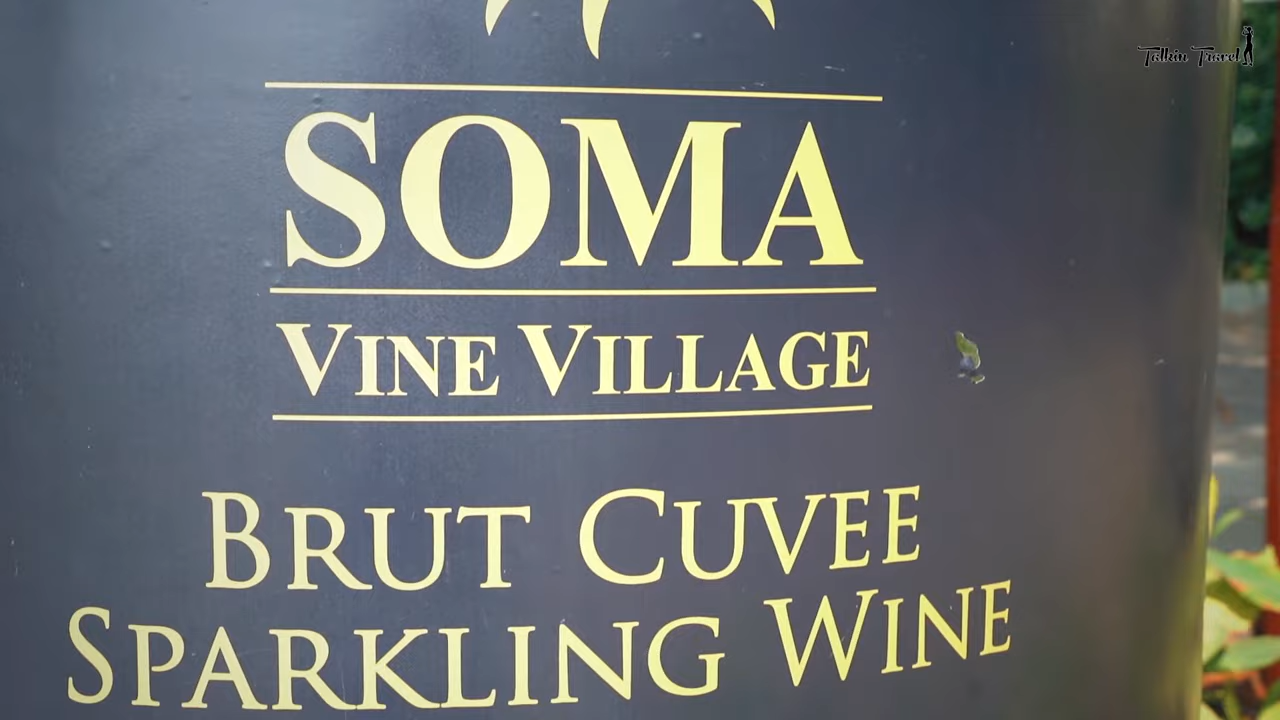 Talkin Travel
SOMA
VINE VILLAGE
BRUT CUVEE
SPARKLING WINE